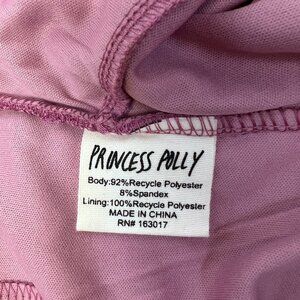 PRINCESS POLLY
Body:92%Recycle Polyester
8%Spandex
Lining:100%Recycle Polyester
MADE IN CHINA
RN# 163017